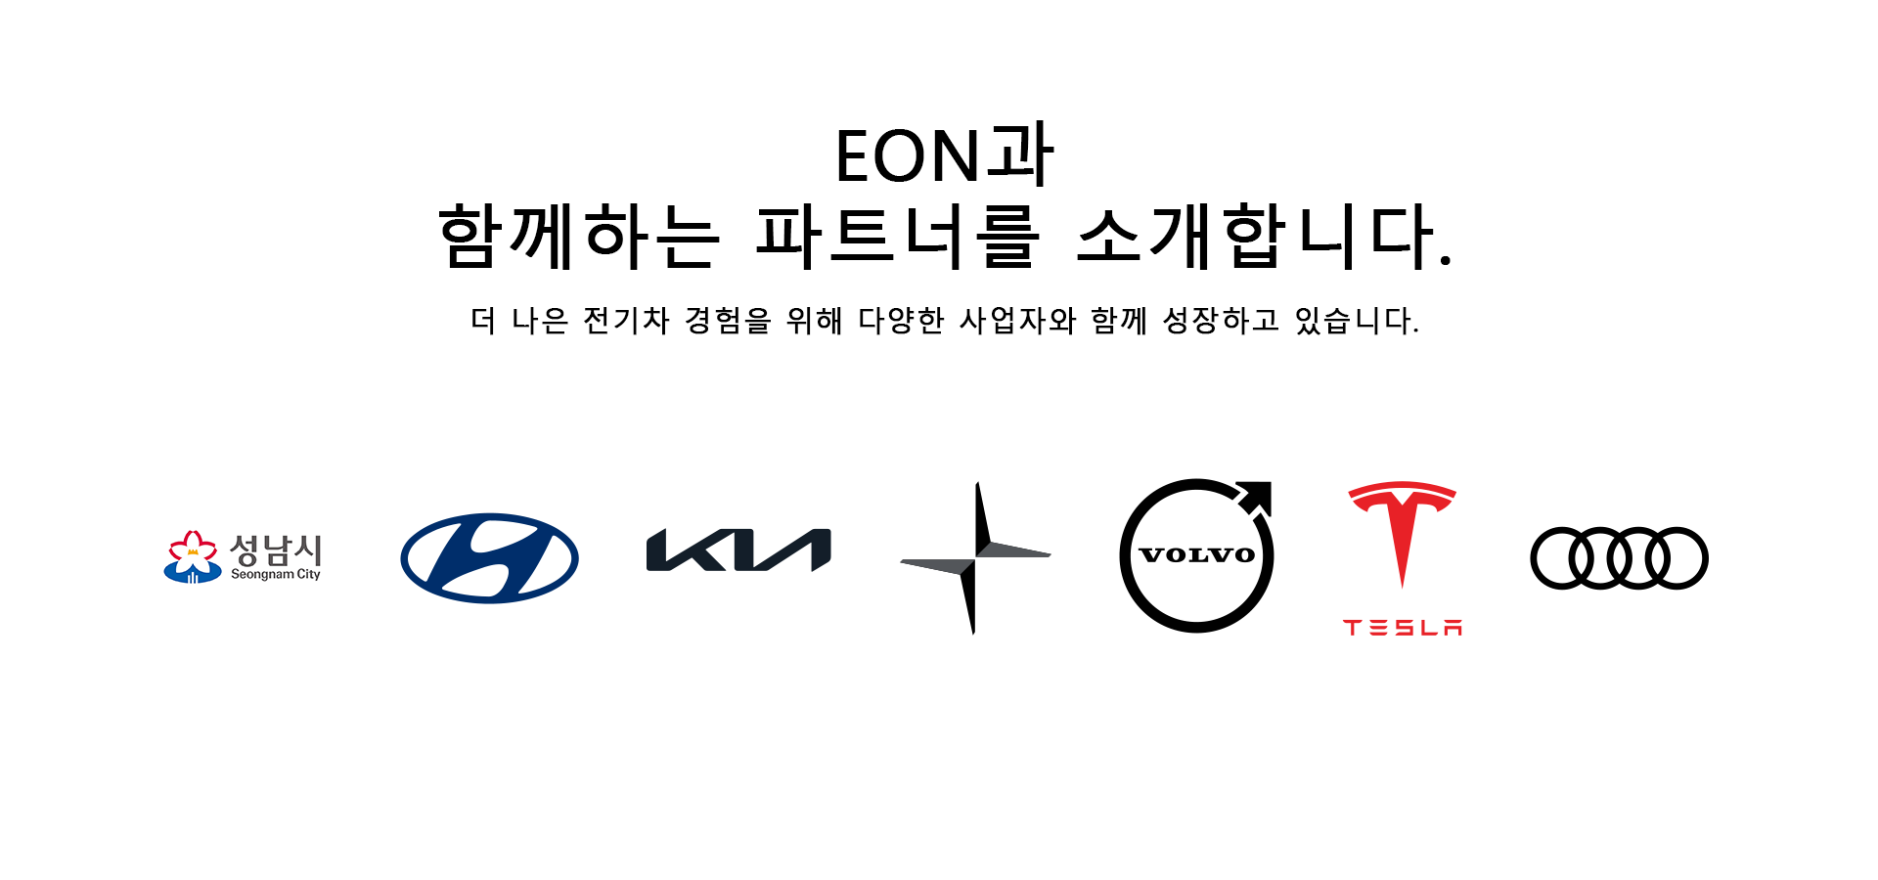 EON과
함께하는 파트너를 소개합니다.
더 나은 전기차 경험을 위해 다양한 사업자와 함께 성장하고 있습니다.
성남시
Seongnam City
KIA
VOLVO
TESLA